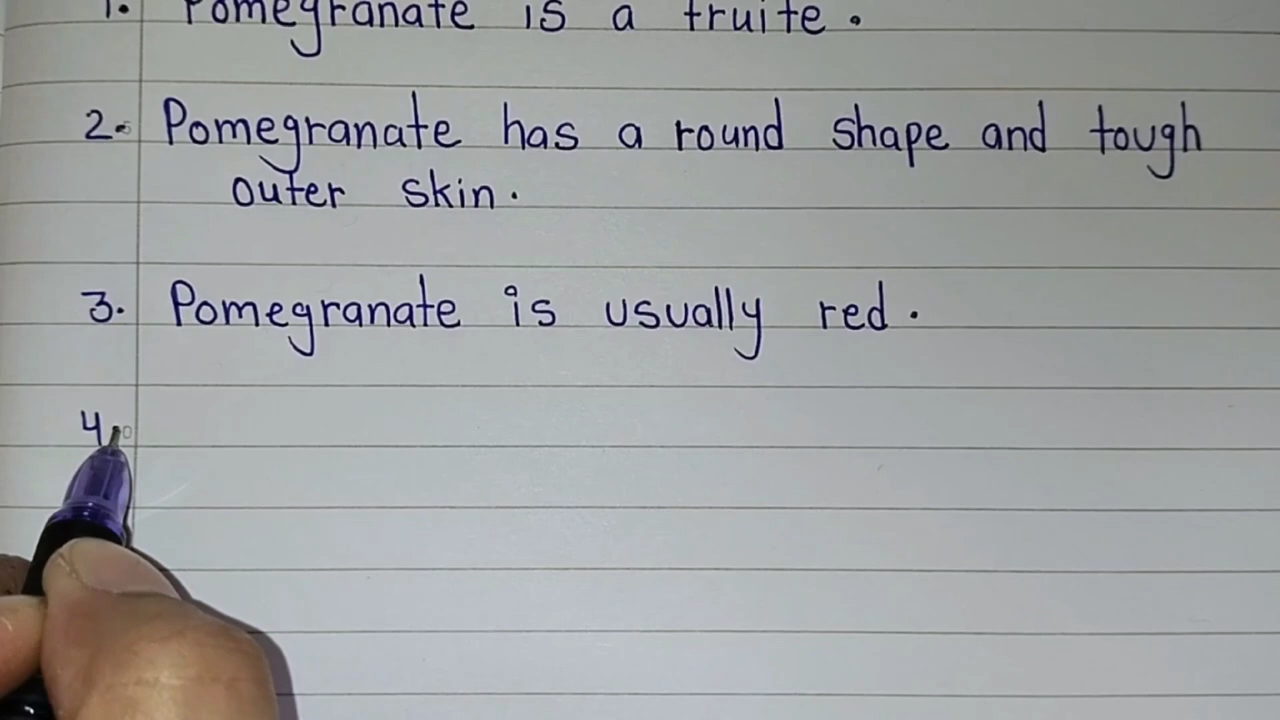 1. Pomegranate is a fruite.
2. Pomegranate has a round shape and tough
outer skin.
3. Pomegranate is usually red.
4.